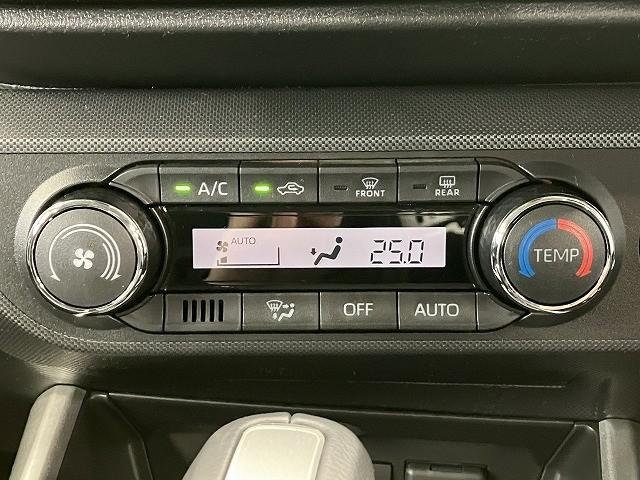 A/C
FRONT
REAR
AUTO
25.0
TEMP
OFF
AUTO